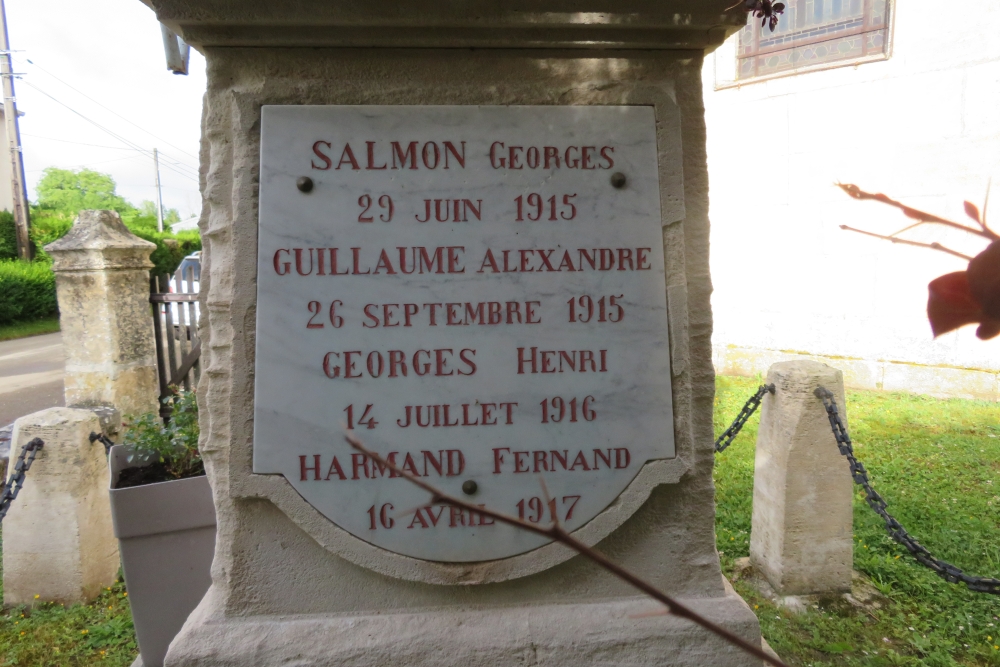 SALMON GEORGES
29 JUIN 1915
GUILLAUME ALEXANDRE
26 SEPTEMBRE 1915
GEORGES HENRI
14 JUILLET 1916
HARMAND FERNAND
16 AVRIL 1917